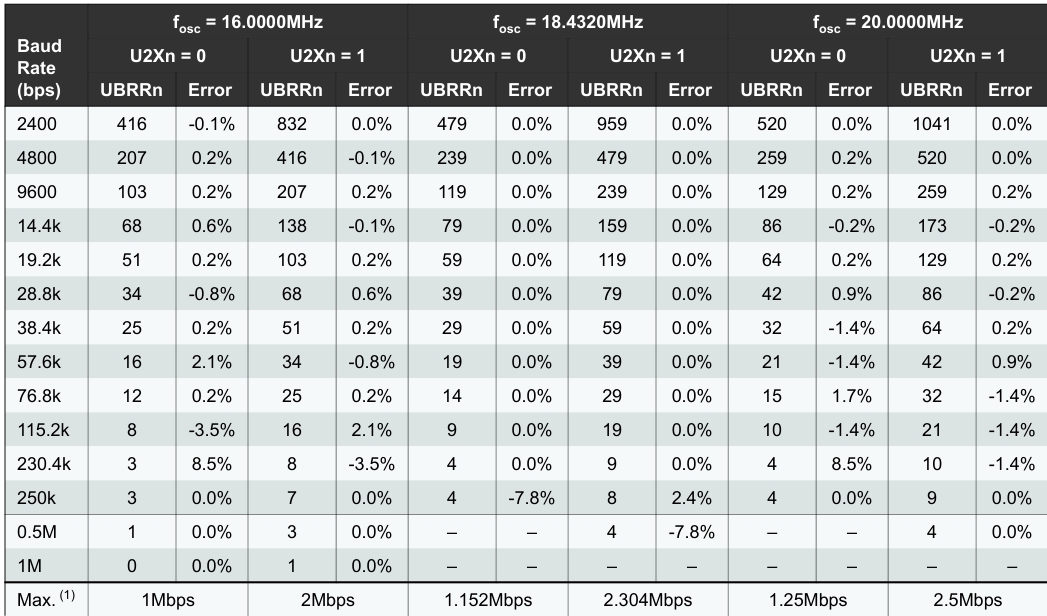 fosc = 16.0000MHz fosc = 18.4320MHz fosc = 20.0000MHz
Baud Rate (bps) U2Xn = 0 U2Xn = 1 U2Xn = 0 U2Xn = 1 U2Xn = 0 U2Xn = 1
UBRRn Error UBRRn Error UBRRn Error UBRRn Error UBRRn Error UBRRn Error
2400 416 -0.1% 832 0.0% 479 0.0% 959 0.0% 520 0.0% 1041 0.0%
4800 207 0.2% 416 -0.1% 239 0.0% 479 0.0% 259 0.2% 520 0.0%
9600 103 0.2% 207 0.2% 119 0.0% 239 0.0% 129 0.2% 259 0.2%
14.4k 68 0.6% 138 -0.1% 79 0.0% 159 0.0% 86 -0.2% 173 -0.2%
19.2k 51 0.2% 103 0.2% 59 0.0% 119 0.0% 64 0.2% 129 0.2%
28.8k 34 -0.8% 68 0.6% 39 0.0% 79 0.0% 42 0.9% 86 -0.2%
38.4k 25 0.2% 51 0.2% 29 0.0% 59 0.0% 32 -1.4% 64 0.2%
57.6k 16 2.1% 34 -0.8% 19 0.0% 39 0.0% 21 -1.4% 42 0.9%
76.8k 12 0.2% 25 0.2% 14 0.0% 29 0.0% 15 1.7% 32 -1.4%
115.2k 8 -3.5% 16 2.1% 9 0.0% 19 0.0% 10 -1.4% 21 -1.4%
230.4k 3 8.5% 8 -3.5% 4 0.0% 9 0.0% 4 8.5% 10 -1.4%
250k 3 0.0% 7 0.0% 4 -7.8% 8 2.4% 4 0.0% 9 0.0%
0.5M 1 0.0% 3 0.0% – – 4 -7.8% – – 4 0.0%
1M 0 0.0% 1 0.0% – – – – – – – –
Max. (1) 1Mbps 2Mbps 1.152Mbps 2.304Mbps 1.25Mbps 2.5Mbps